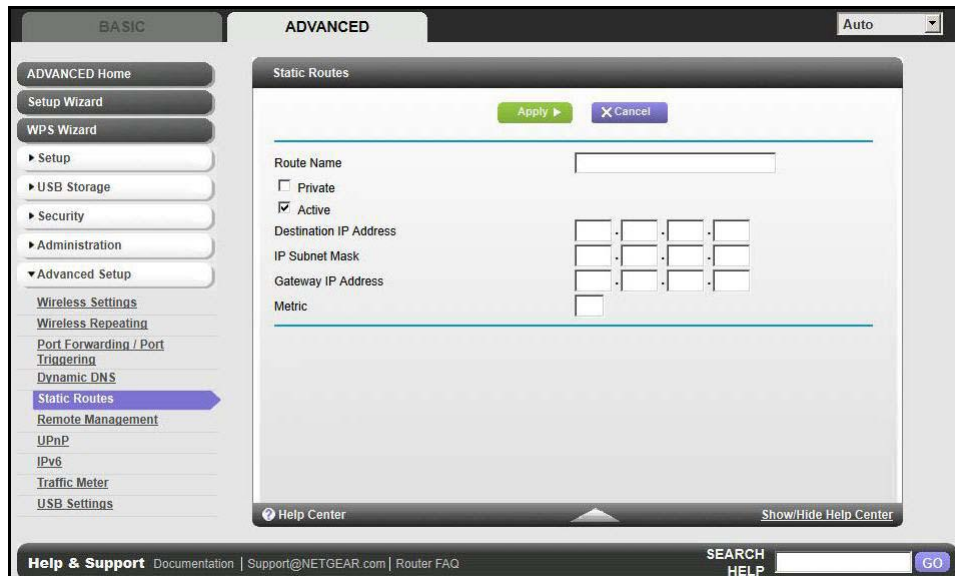 BASIC
ADVANCED
Auto
ADVANCED Home
Setup Wizard
WPS Wizard
Setup
USB Storage
Security
Administration
Advanced Setup
Wireless Settings
Wireless Repeating
Port Forwarding / Port
Triggering
Dynamic DNS
Static Routes
Remote Management
UPnP
IPv6
Traffic Meter
USB Settings
Static Routes
Apply
X Cancel
Route Name
Private
Active
Destination IP Address
IP Subnet Mask
Gateway IP Address
Metric
? Help Center
Show/Hide Help Center
Help & Support Documentation | Support@NETGEAR.com | Router FAQ
SEARCH
HELP
GO